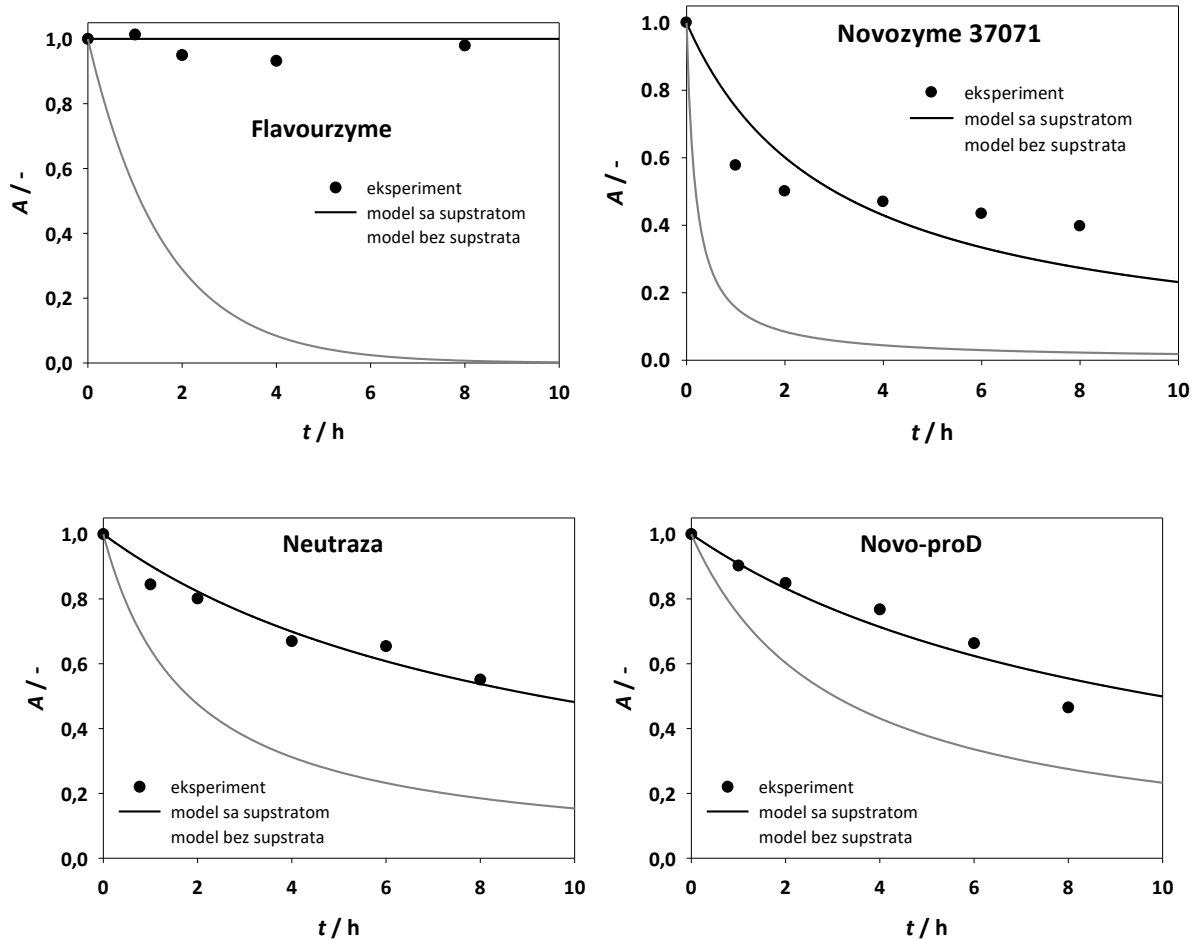 1,0
0,8
0,6
0,4
0,2
0,0
A / -
Flavourzyme
eksperiment
model sa supstratom
model bez supstrata
0 2 4 6 8 10
t / h
1.0
0.8
0.6
0.4
0.2
0.0
A / -
Novozyme 37071
eksperiment
model sa supstratom
model bez supstrata
0 2 4 6 8 10
t / h
1,0
0,8
0,6
0,4
0,2
0,0
A / -
Neutraza
eksperiment
model sa supstratom
model bez supstrata
0 2 4 6 8 10
t / h
1,0
0,8
0,6
0,4
0,2
0,0
A / -
Novo-proD
eksperiment
model sa supstratom
model bez supstrata
0 2 4 6 8 10
t / h